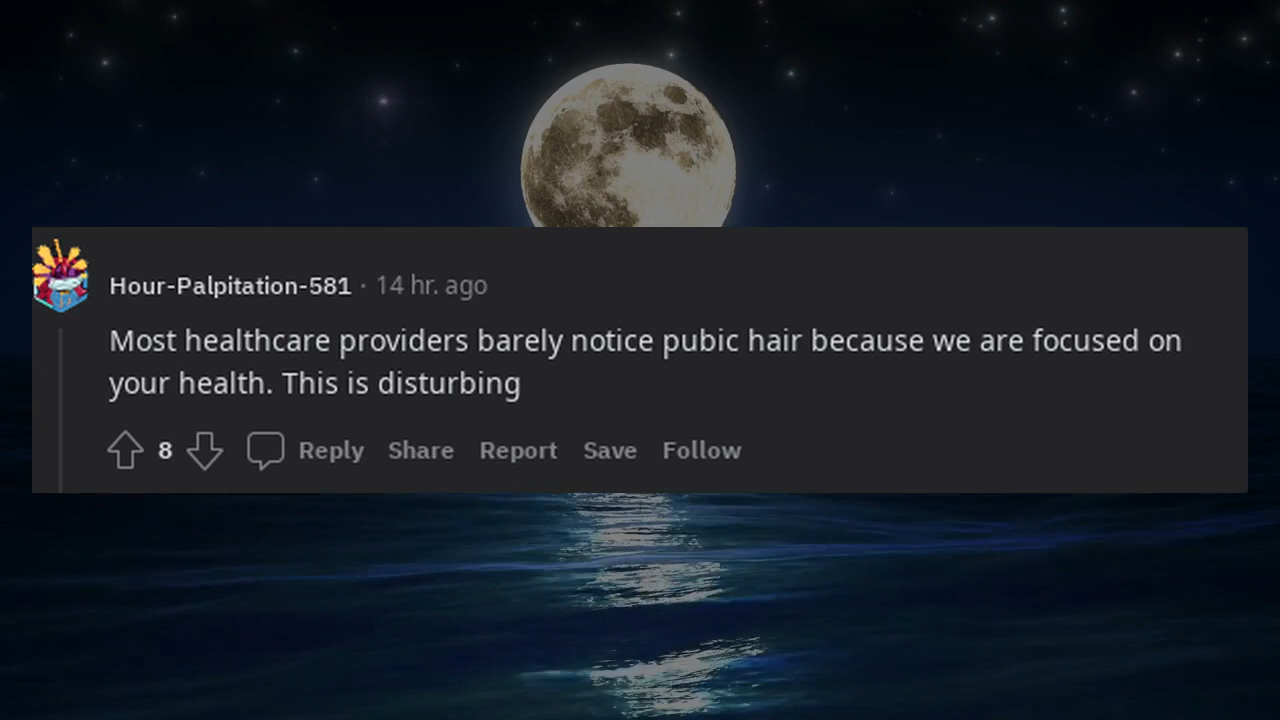 Hour-Palpitation-581 · 14 hr. ago
Most healthcare providers barely notice pubic hair because we are focused on
your health. This is disturbing
8 Reply Share Report Save Follow